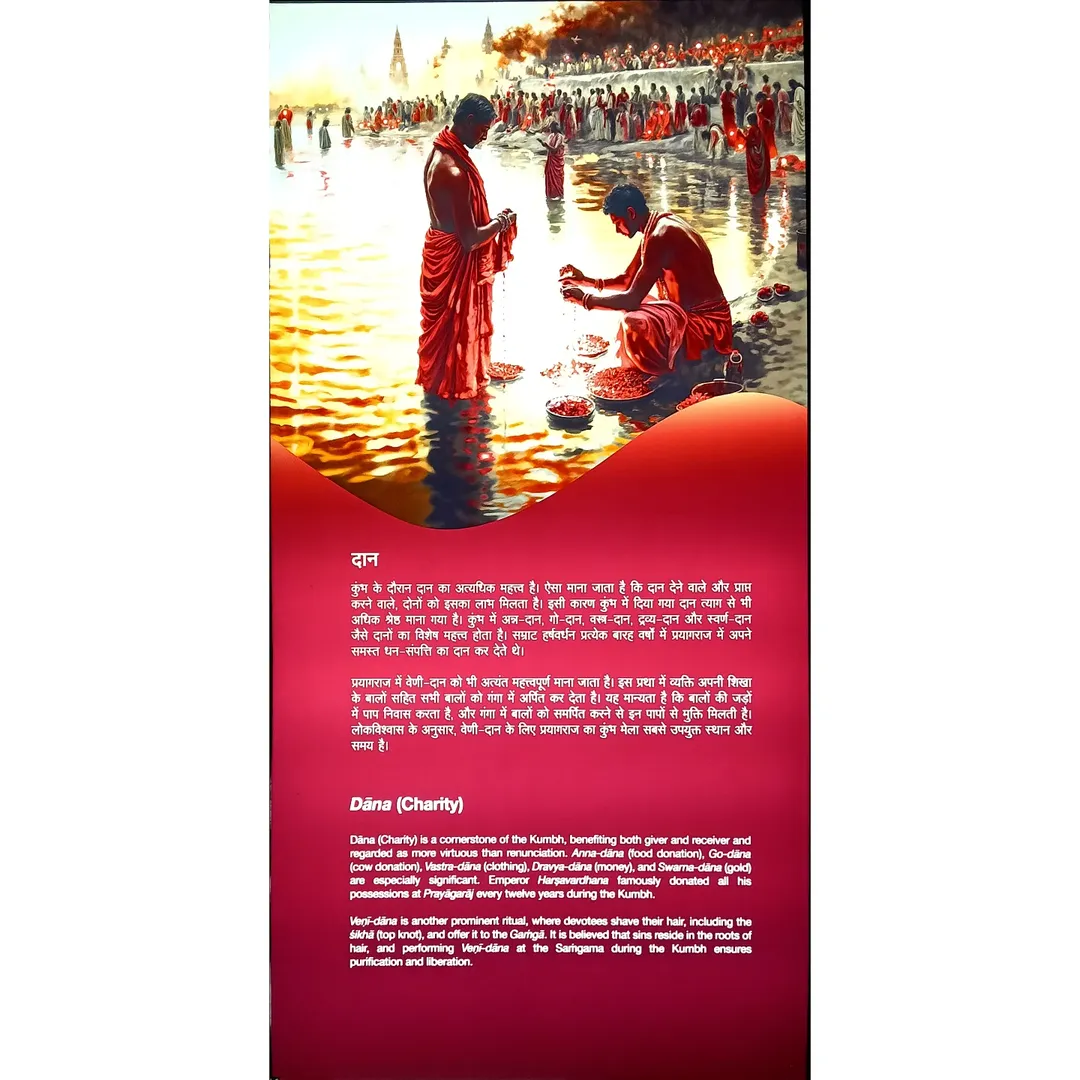 दान
कुंभ के दौरान दान का अत्यधिक महत्त्व है। ऐसा माना जाता है कि दान देने वाले और प्राप्त
करने वाले, दोनों को इसका लाभ मिलता है। इसी कारण कुंभ में दिया गया दान त्याग से भी
अधिक श्रेष्ठ माना गया है। कुंभ में अन्न-दान, गो-दान, वस्त्र-दान, द्रव्य-दान और स्वर्ण-दान
जैसे दानों का विशेष महत्त्व होता है। सम्राट हर्षवर्धन प्रत्येक बारह वर्षों में प्रयागराज में अपने
समस्त धन-संपत्ति का दान कर देते थे।
प्रयागराज में वेणी-दान को भी अत्यंत महत्त्वपूर्ण माना जाता है। इस प्रथा में व्यक्ति अपनी शिखा
के बालों सहित सभी बालों को गंगा में अर्पित कर देता है। यह मान्यता है कि बालों की जड़ों
में पाप निवास करता है, और गंगा में बालों को समर्पित करने से इन पापों से मुक्ति मिलती है।
लोकविश्वास के अनुसार, वेणी-दान के लिए प्रयागराज का कुंभ मेला सबसे उपयुक्त स्थान और
समय है।
Dāna (Charity)
Dāna (Charity) is a cornerstone of the Kumbh, benefiting both giver and receiver and
regarded as more virtuous than renunciation. Anna-dāna (food donation), Go-dāna
(cow donation), Vastra-dāna (clothing), Dravya-dāna (money), and Swarna-dāna (gold)
are especially significant. Emperor Harṣavardhana famously donated all his
possessions at Prayāgarāj every twelve years during the Kumbh.
Veṇī-dāna is another prominent ritual, where devotees shave their hair, including the
śikhā (top knot), and offer it to the Gaṁgā. It is believed that sins reside in the roots of
hair, and performing Veṇī-dāna at the Saṁgama during the Kumbh ensures
purification and liberation.